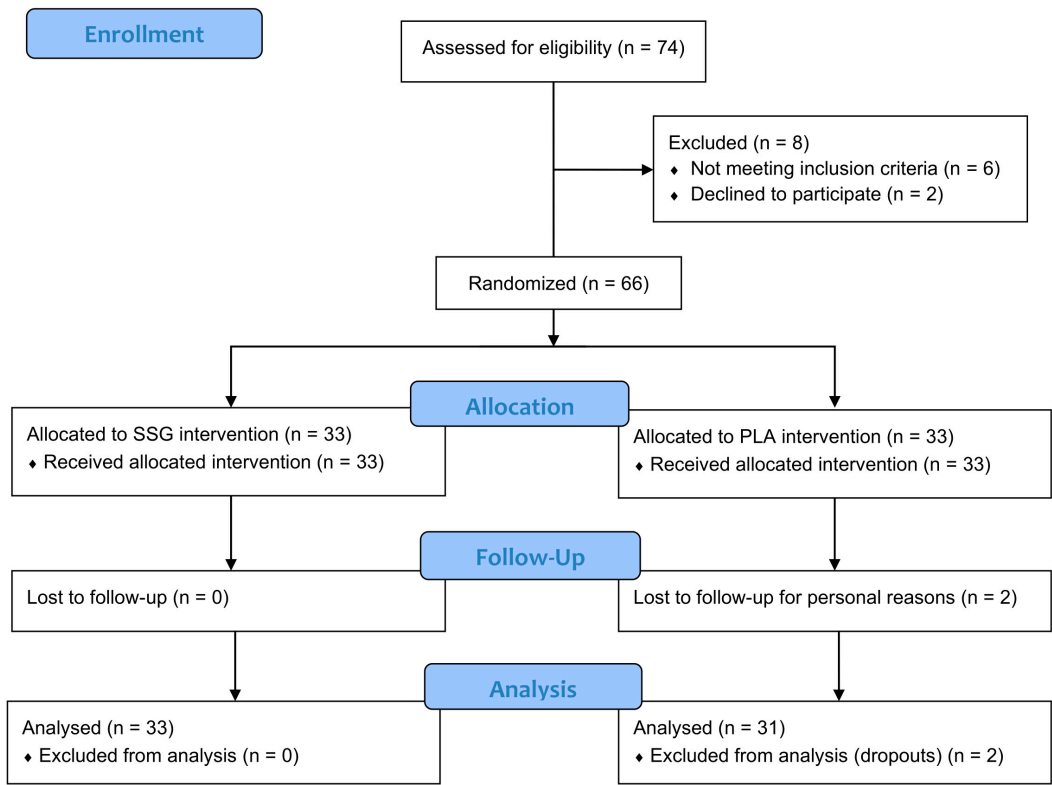 Enrollment
Assessed for eligibility (n = 74)
Excluded (n = 8)
♦ Not meeting inclusion criteria (n = 6)
♦ Declined to participate (n = 2)
Randomized (n = 66)
Allocation
Allocated to SSG intervention (n = 33)
♦ Received allocated intervention (n = 33)
Allocated to PLA intervention (n = 33)
♦ Received allocated intervention (n = 33)
Follow-Up
Lost to follow-up (n = 0)
Lost to follow-up for personal reasons (n = 2)
Analysis
Analysed (n = 33)
♦ Excluded from analysis (n = 0)
Analysed (n = 31)
♦ Excluded from analysis (dropouts) (n = 2)